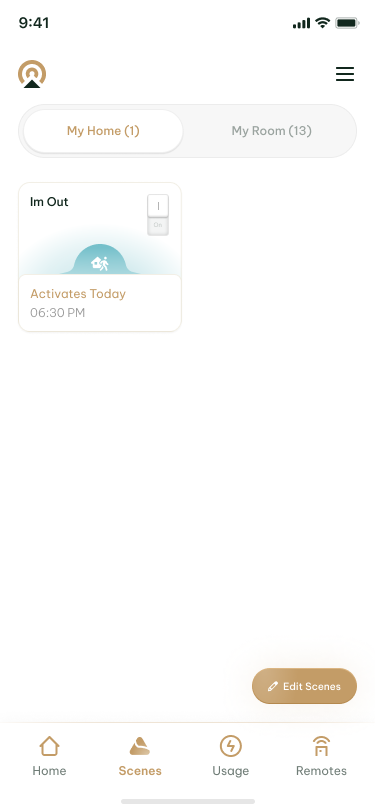 9:41
My Home (1)
My Room (13)
Im Out
On
Activates Today
06:30 PM
Edit Scenes
Home
Scenes
Usage
Remotes